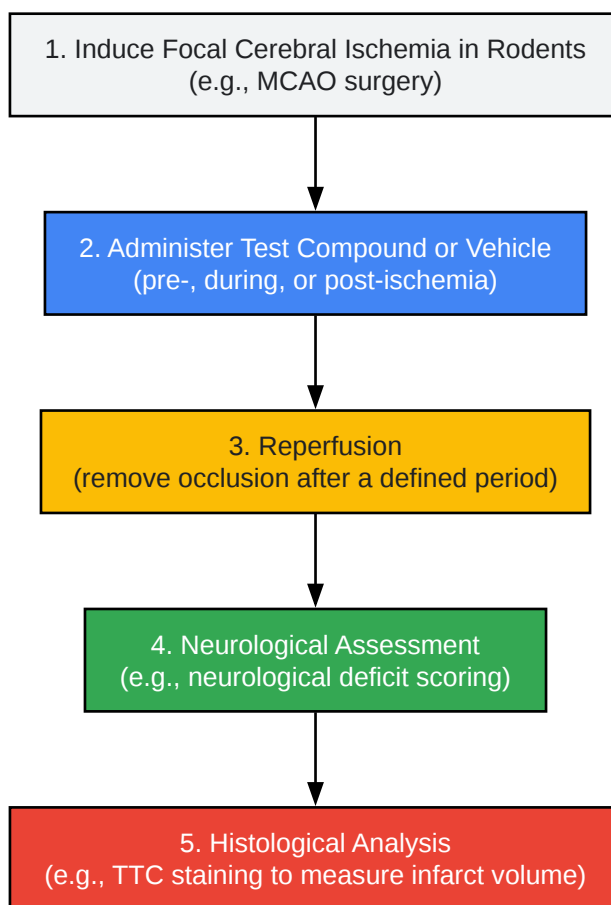 1. Induce Focal Cerebral Ischemia in Rodents
(e.g., MCAO surgery)
2. Administer Test Compound or Vehicle
(pre-, during, or post-ischemia)
3. Reperfusion
(remove occlusion after a defined period)
4. Neurological Assessment
(e.g., neurological deficit scoring)
5. Histological Analysis
(e.g., TTC staining to measure infarct volume)